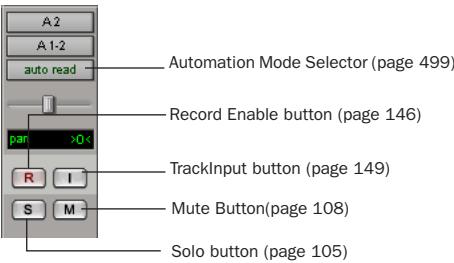 A 2
A 1-2
auto read
Automation Mode Selector (page 499)
Record Enable button (page 146)
pan >0<
TrackInput button (page 149)
R I
Mute Button(page 108)
S M
Solo button (page 105)